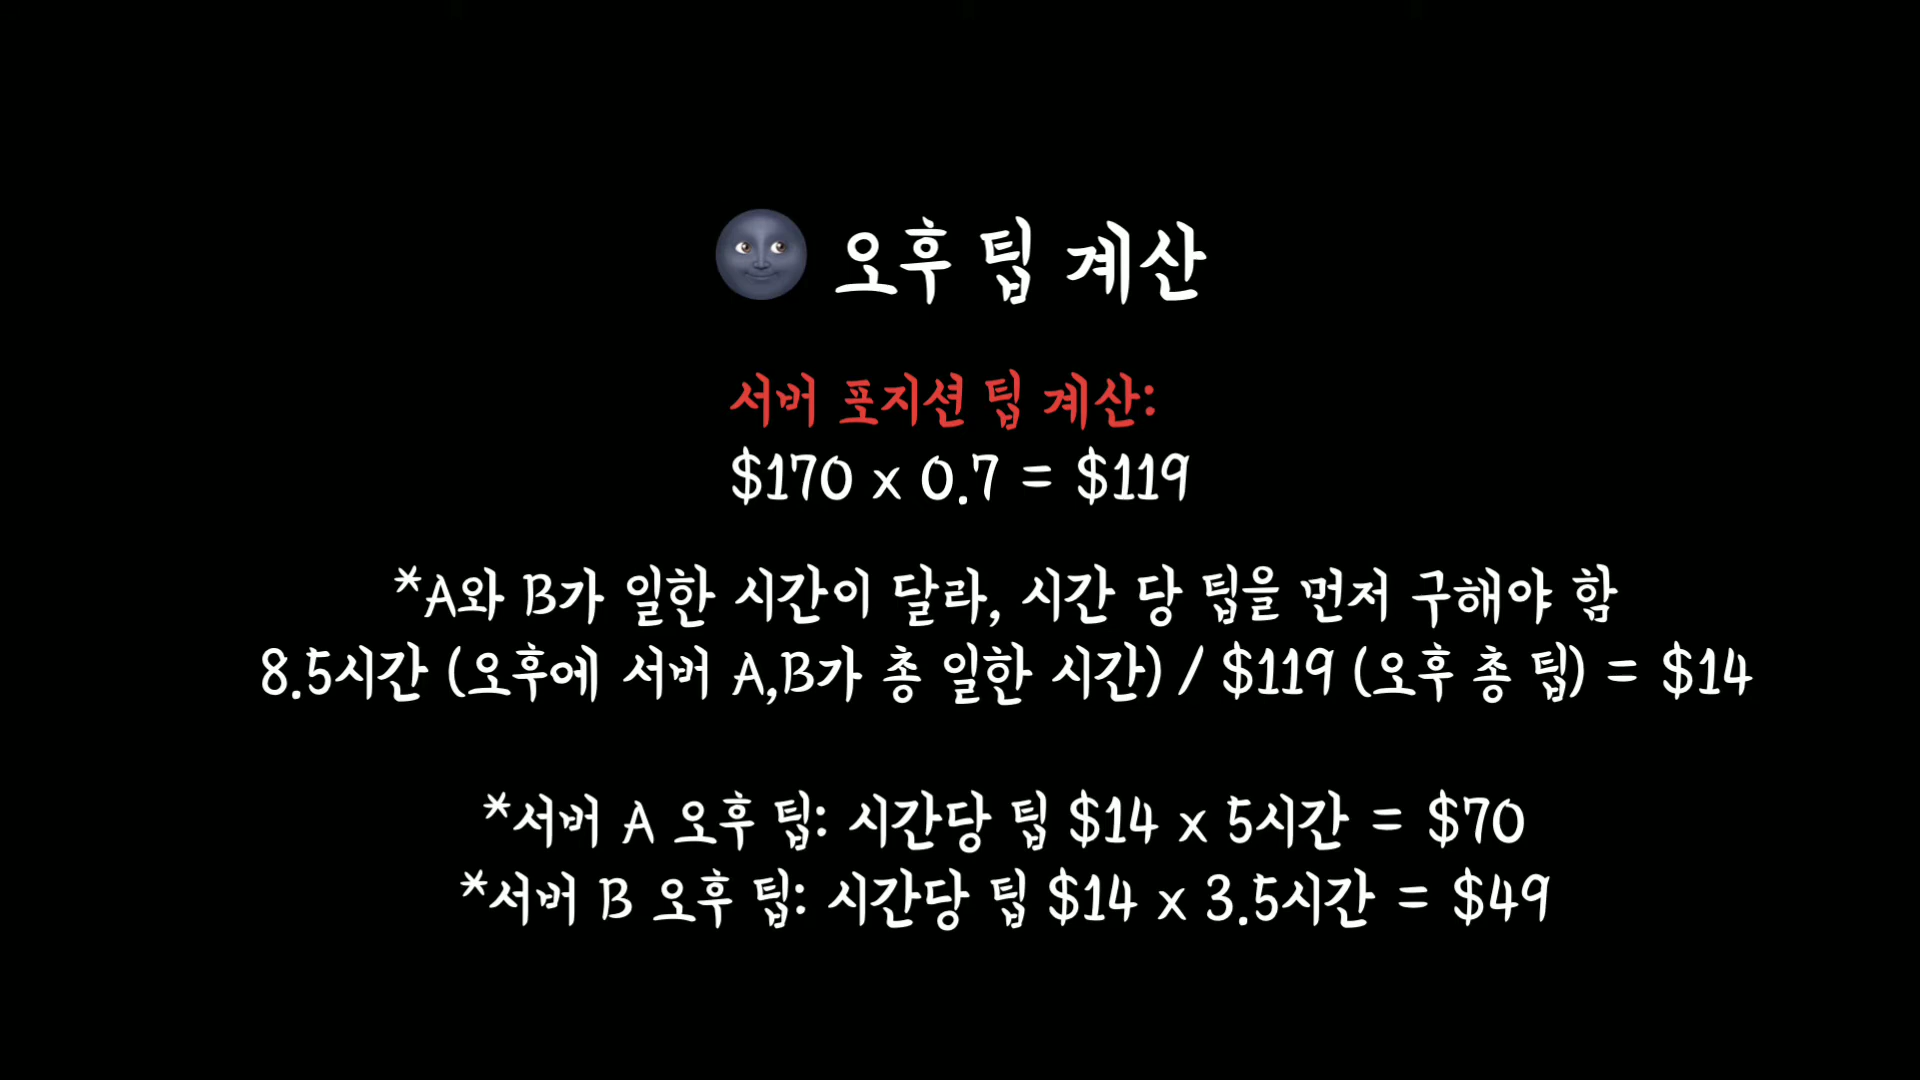 🌚 오후 팁 계산
서버 포지션 팁 계산:
$170 x 0.7 = $119
*A와 B가 일한 시간이 달라, 시간 당 팁을 먼저 구해야 함
8.5시간 (오후에 서버 A,B가 총 일한 시간) / $119 (오후 총 팁) = $14
*서버 A 오후 팁: 시간당 팁 $14 x 5시간 = $70
*서버 B 오후 팁: 시간당 팁 $14 x 3.5시간 = $49